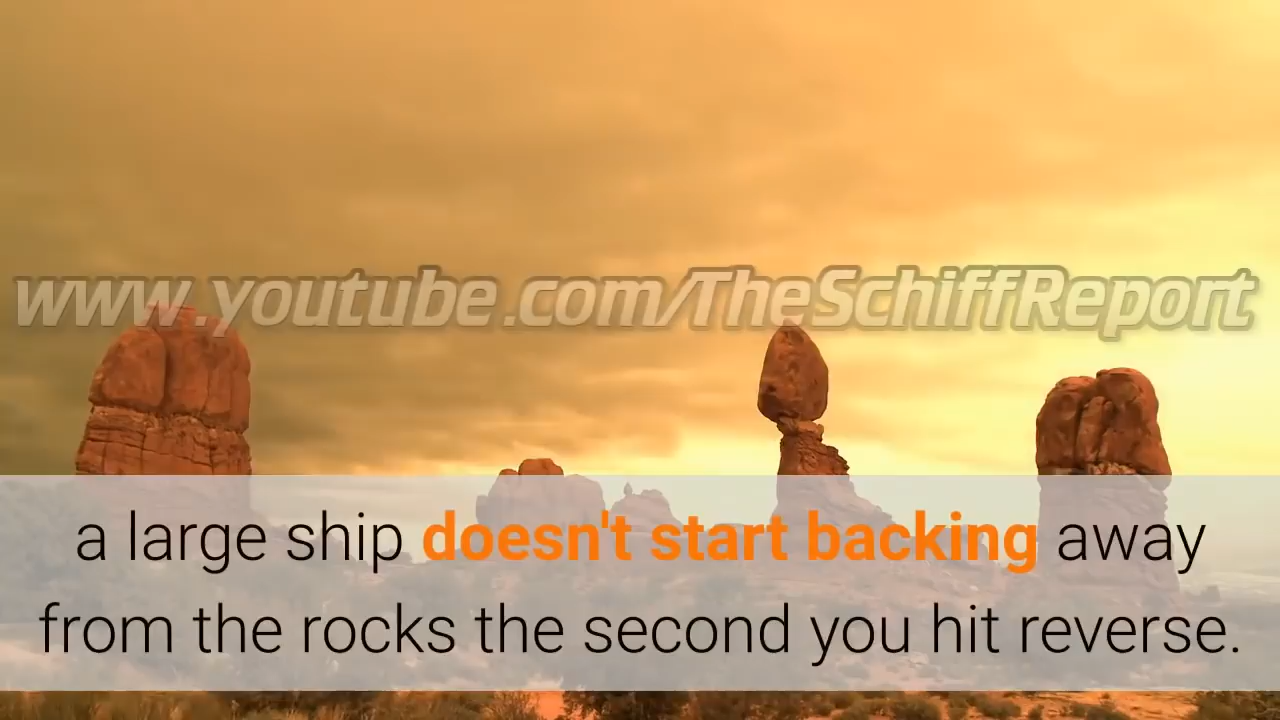 www.youtube.com/TheSchiffReport
a large ship doesn't start backing away
from the rocks the second you hit reverse.